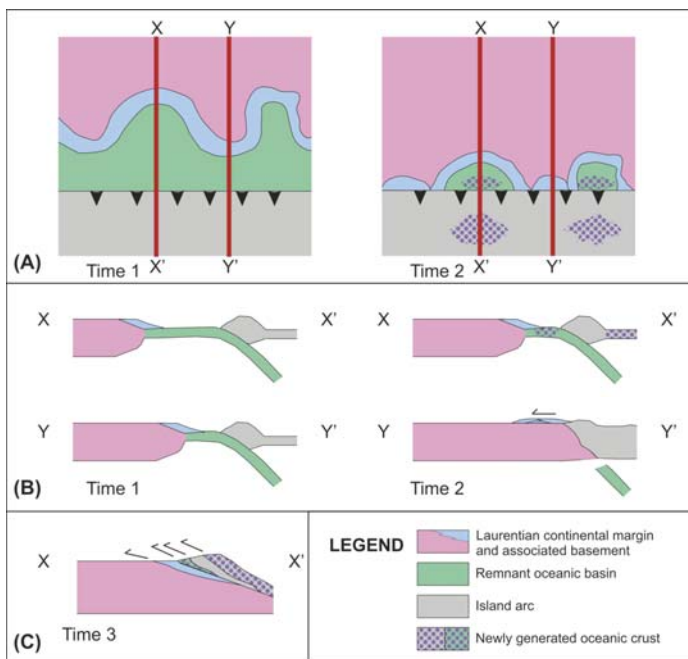 X
Y
X
Y
X'
Y'
X'
Y'
(A)
Time 1
Time 2
X
X'
X
X'
Y
Y'
Y
Y'
(B)
Time 1
Time 2
X
X'
(C)
Time 3
LEGEND
Laurentian continental margin
and associated basement
Remnant oceanic basin
Island arc
Newly generated oceanic crust